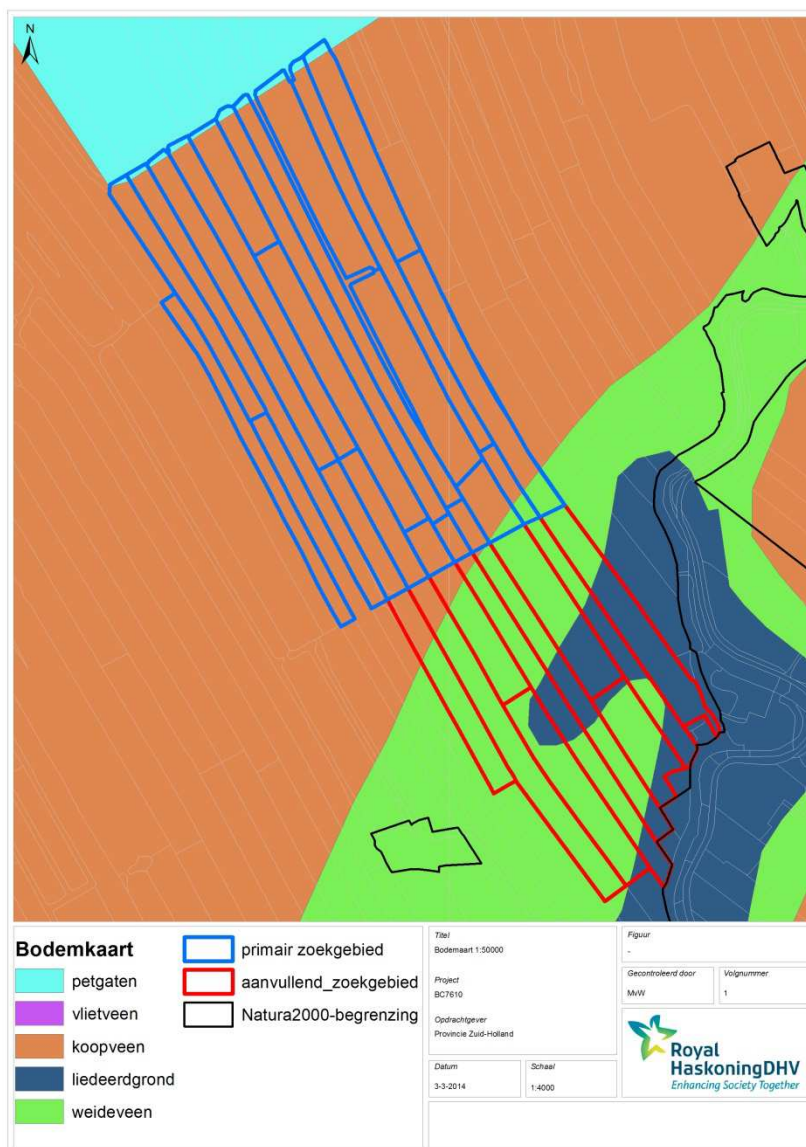 N
Bodemkaart
petgaten
vlietveen
koopveen
liedeerdgrond
weideveen
primair zoekgebied
aanvullend_zoekgebied
Natura2000-begrenzing
Titel
Bodemaart 1:50000
Project
BC7610
Opdrachtgever
Provincie Zuid-Holland
Datum
3-3-2014
Schaal
1:4000
Figuur
-
Gecontroleerd door
MvW
Volgnummer
1
Royal
HaskoningDHV
Enhancing Society Together